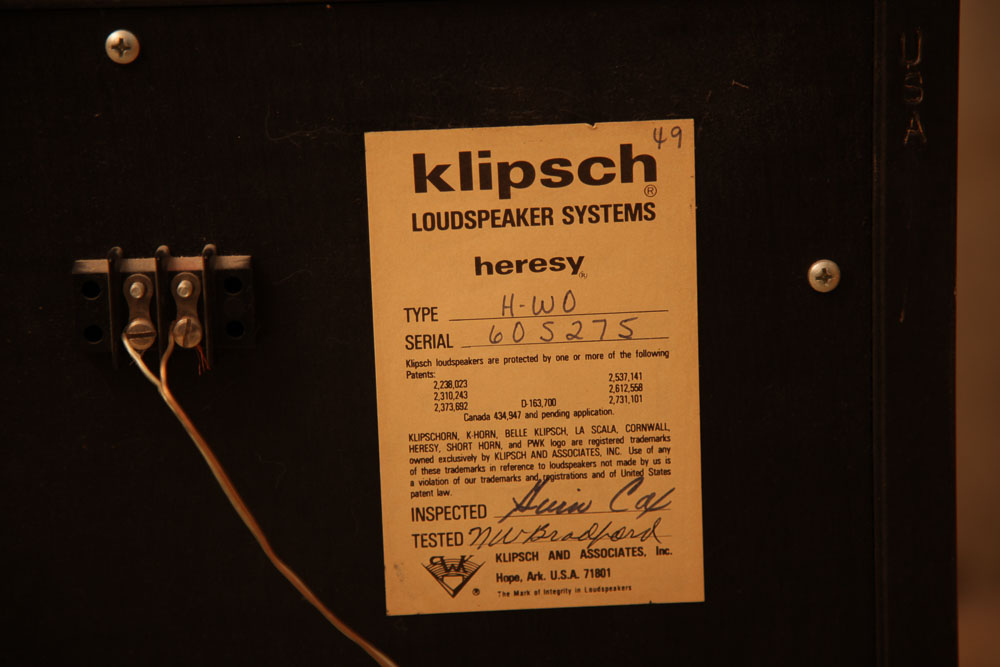 49
klipsch®
LOUDSPEAKER SYSTEMS
heresy
TYPE H-WO
SERIAL 60S275
Klipsch loudspeakers are protected by one or more of the following
Patents:
2,238,023 2,537,141
2,310,243 2,612,558
2,373,692 D-163,700 2,731,101
Canada 434,947 and pending application.
KLIPSCHORN, K-HORN, BELLE KLIPSCH, LA SCALA, CORNWALL,
HERESY, SHORT HORN, and PWK logo are registered trademarks
owned exclusively by KLIPSCH AND ASSOCIATES, INC. Use of any
of these trademarks in reference to loudspeakers not made by us is
a violation of our trademarks and registrations and of United States
patent law.
INSPECTED Cox
TESTED NW Bradford
PWK ®
KLIPSCH AND ASSOCIATES, Inc.
Hope, Ark. U.S.A. 71801
The Mark of Integrity in Loudspeakers
USA